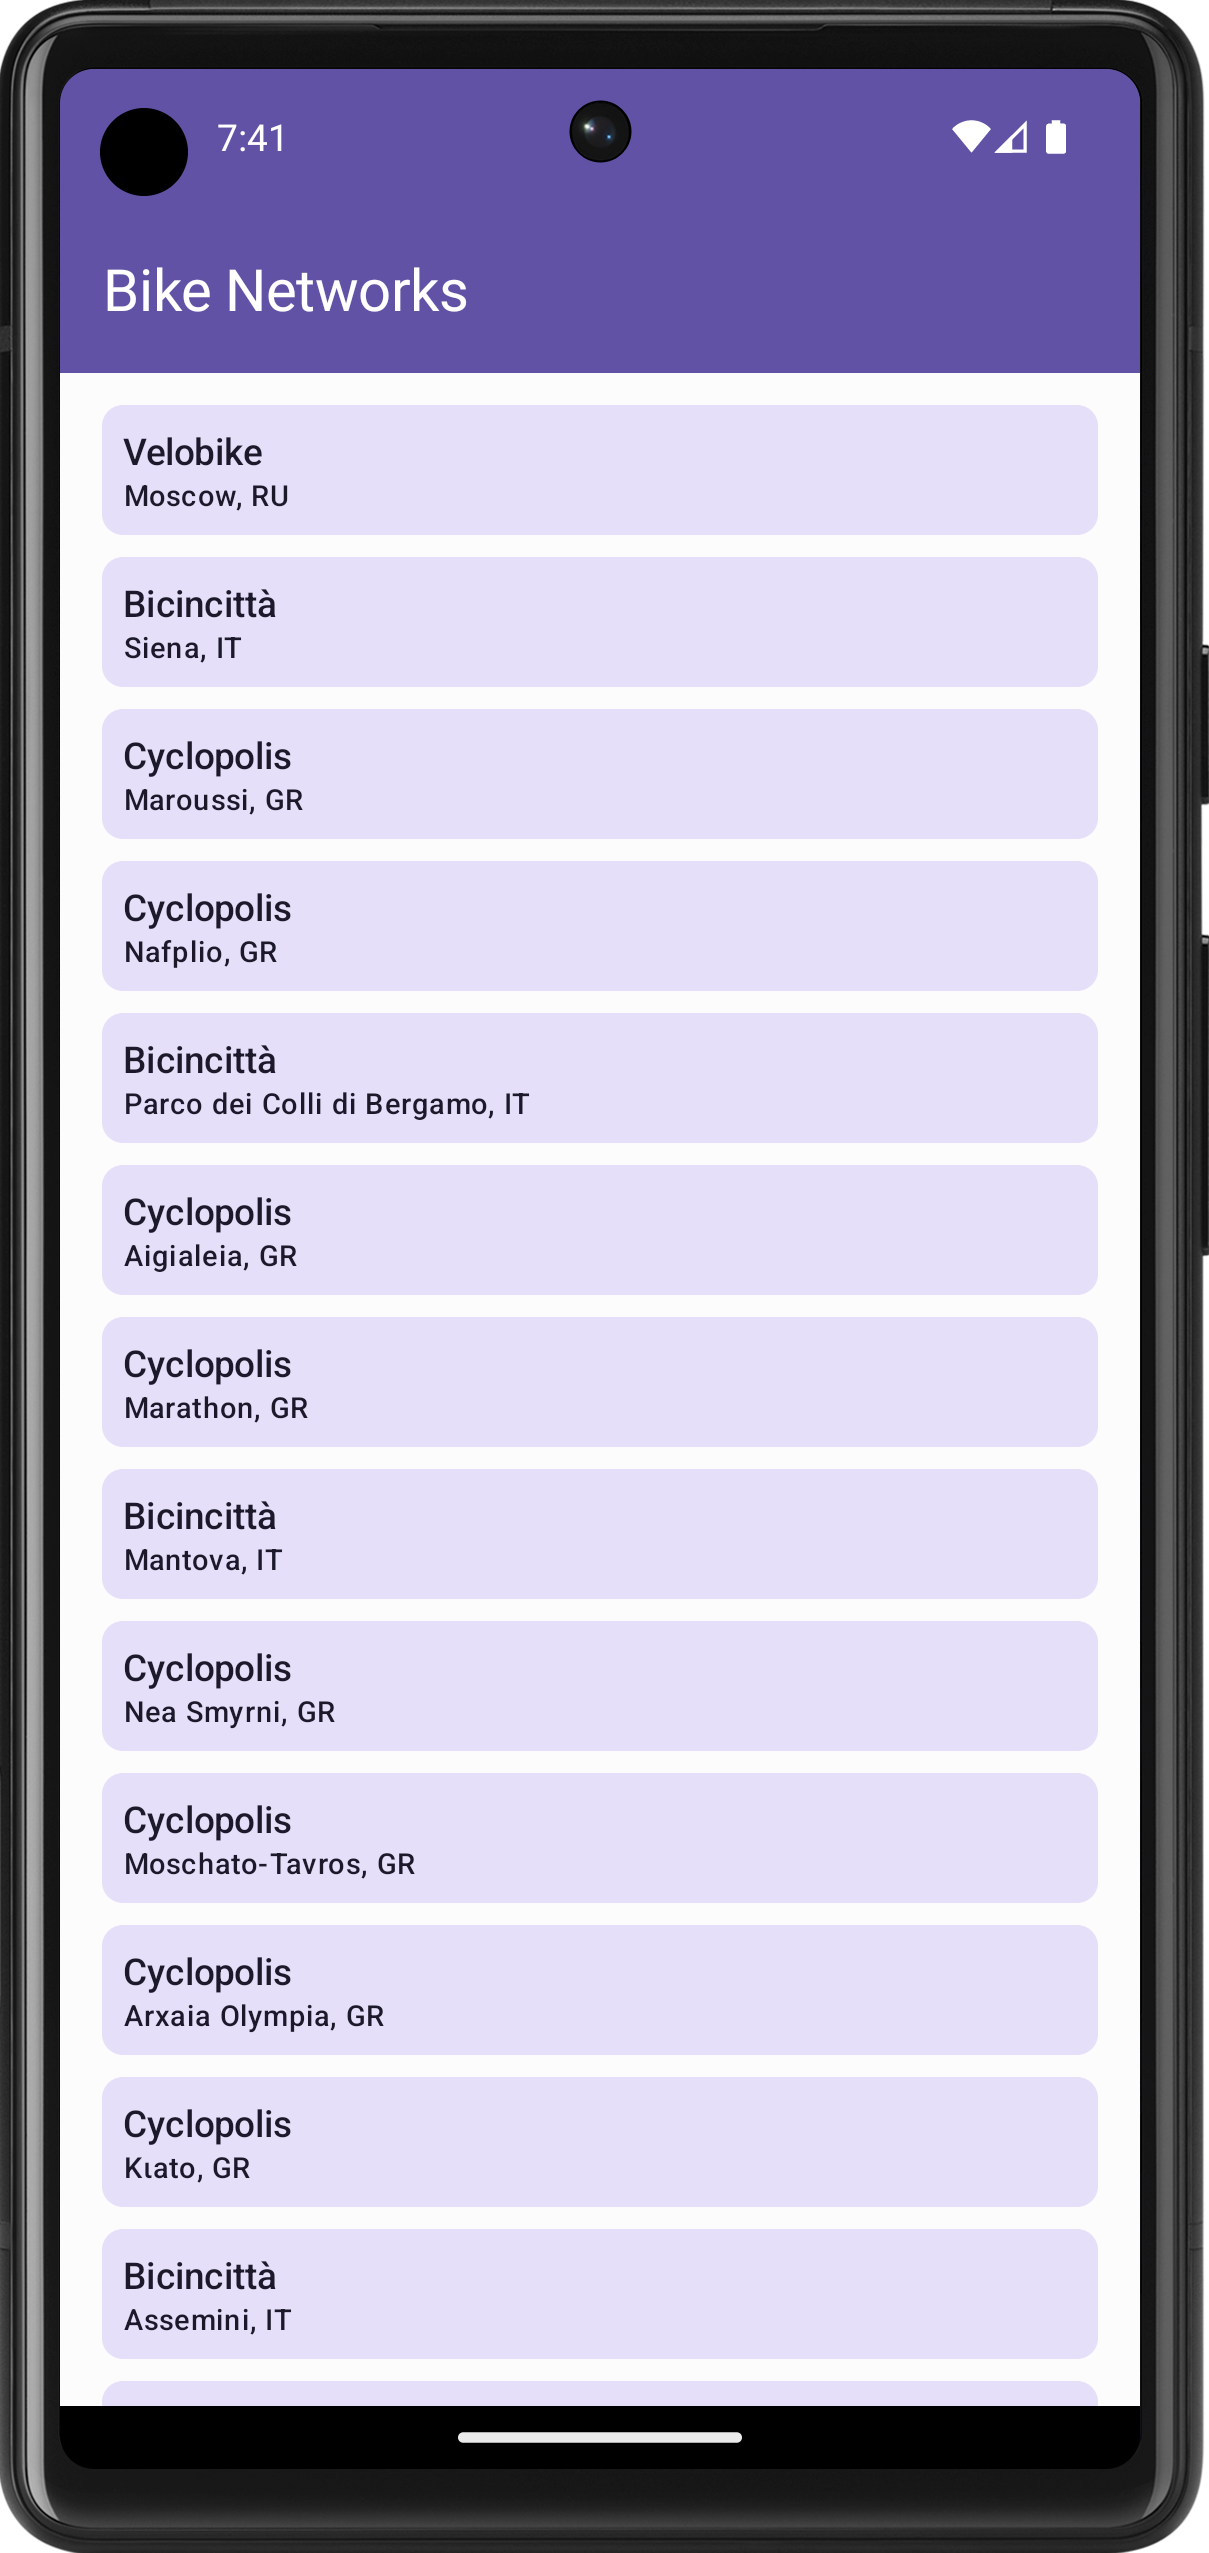 7:41
Bike Networks
Velobike
Moscow, RU
Bicincittà
Siena, IT
Cyclopolis
Maroussi, GR
Cyclopolis
Nafplio, GR
Bicincittà
Parco dei Colli di Bergamo, IT
Cyclopolis
Aigialeia, GR
Cyclopolis
Marathon, GR
Bicincittà
Mantova, IT
Cyclopolis
Nea Smyrni, GR
Cyclopolis
Moschato-Tavros, GR
Cyclopolis
Arxaia Olympia, GR
Cyclopolis
Kιato, GR
Bicincittà
Assemini, IT